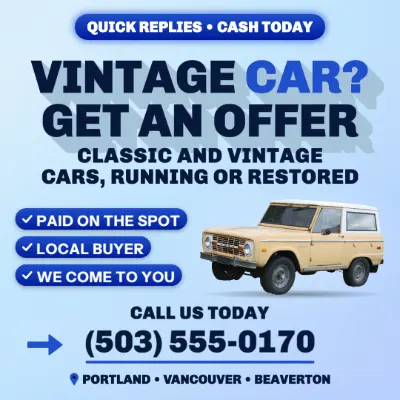 QUICK REPLIES • CASH TODAY
VINTAGE CAR?
GET AN OFFER
CLASSIC AND VINTAGE
CARS, RUNNING OR RESTORED
✓ PAID ON THE SPOT
✓ LOCAL BUYER
✓ WE COME TO YOU
CALL US TODAY
(503) 555-0170
PORTLAND • VANCOUVER • BEAVERTON